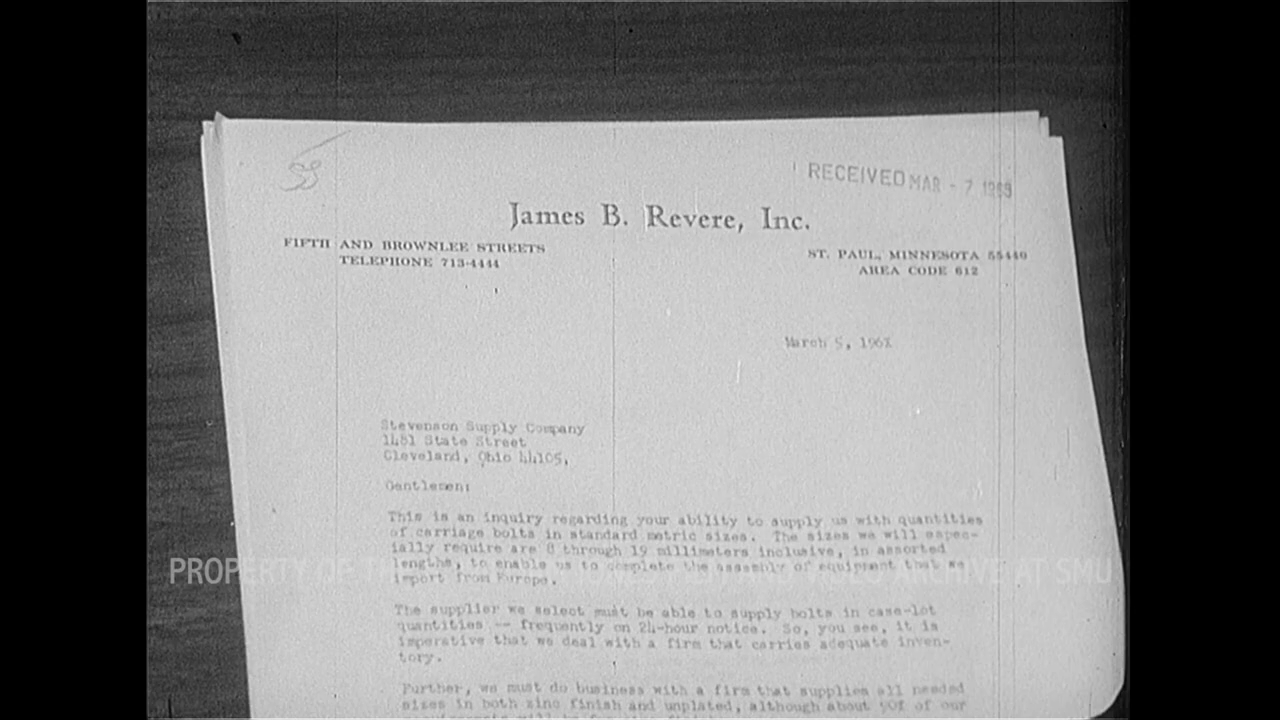 RECEIVED MAR - 7 1969
James B. Revere, Inc.
FIFTH AND BROWNLEE STREETS
TELEPHONE 713-4444
ST. PAUL, MINNESOTA 55440
AREA CODE 612
March 5, 196
Stevenson Supply Company
1481 State Street
Cleveland, Ohio 44105,
Gentlemen:
This is an inquiry regarding your ability to supply us with quantities
of carriage bolts in standard metric sizes. The sizes we will espec-
ially require are 8 through 19 millimeters inclusive, in assorted
lengths, to enable us to complete the assembly of equipment that we
import from Europe.
PROPERTY OF THE ARCHIVE AT SMU
The supplier we select must be able to supply bolts in case-lot
quantities -- frequently on 24-hour notice. So, you see, it is
imperative that we deal with a firm that carries adequate inven-
tory.
Further, we must do business with a firm that supplies all needed
sizes in both zinc finish and unplated, although about 90% of our